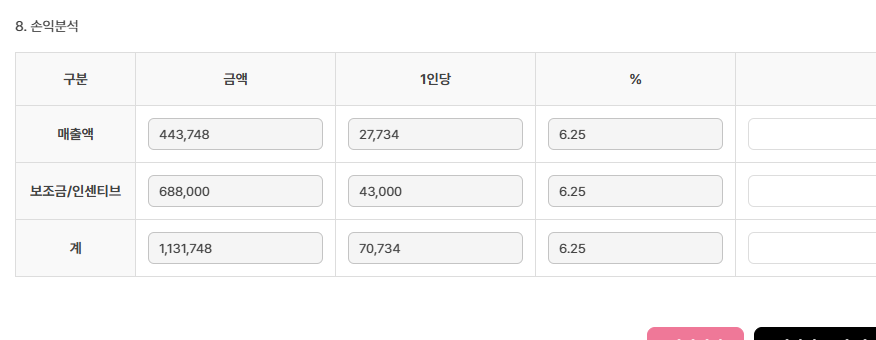 8. 손익분석
구분 금액 1인당 %
매출액 443,748 27,734 6.25
보조금/인센티브 688,000 43,000 6.25
계 1,131,748 70,734 6.25